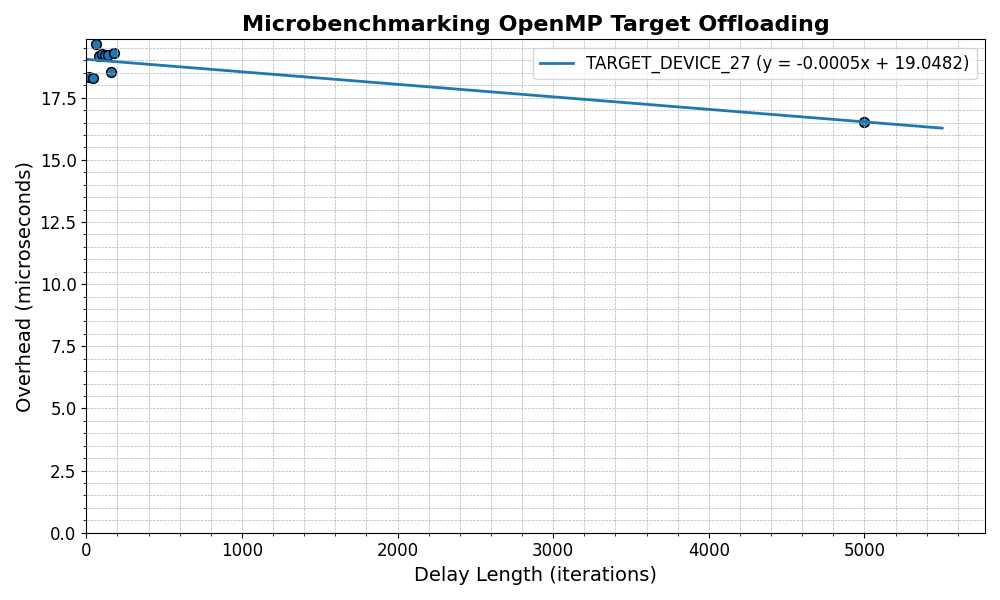 Microbenchmarking OpenMP Target Offloading
TARGET_DEVICE_27 (y = -0.0005x + 19.0482)
Overhead (microseconds)
17.5
15.0
12.5
10.0
7.5
5.0
2.5
0.0
0 1000 2000 3000 4000 5000
Delay Length (iterations)